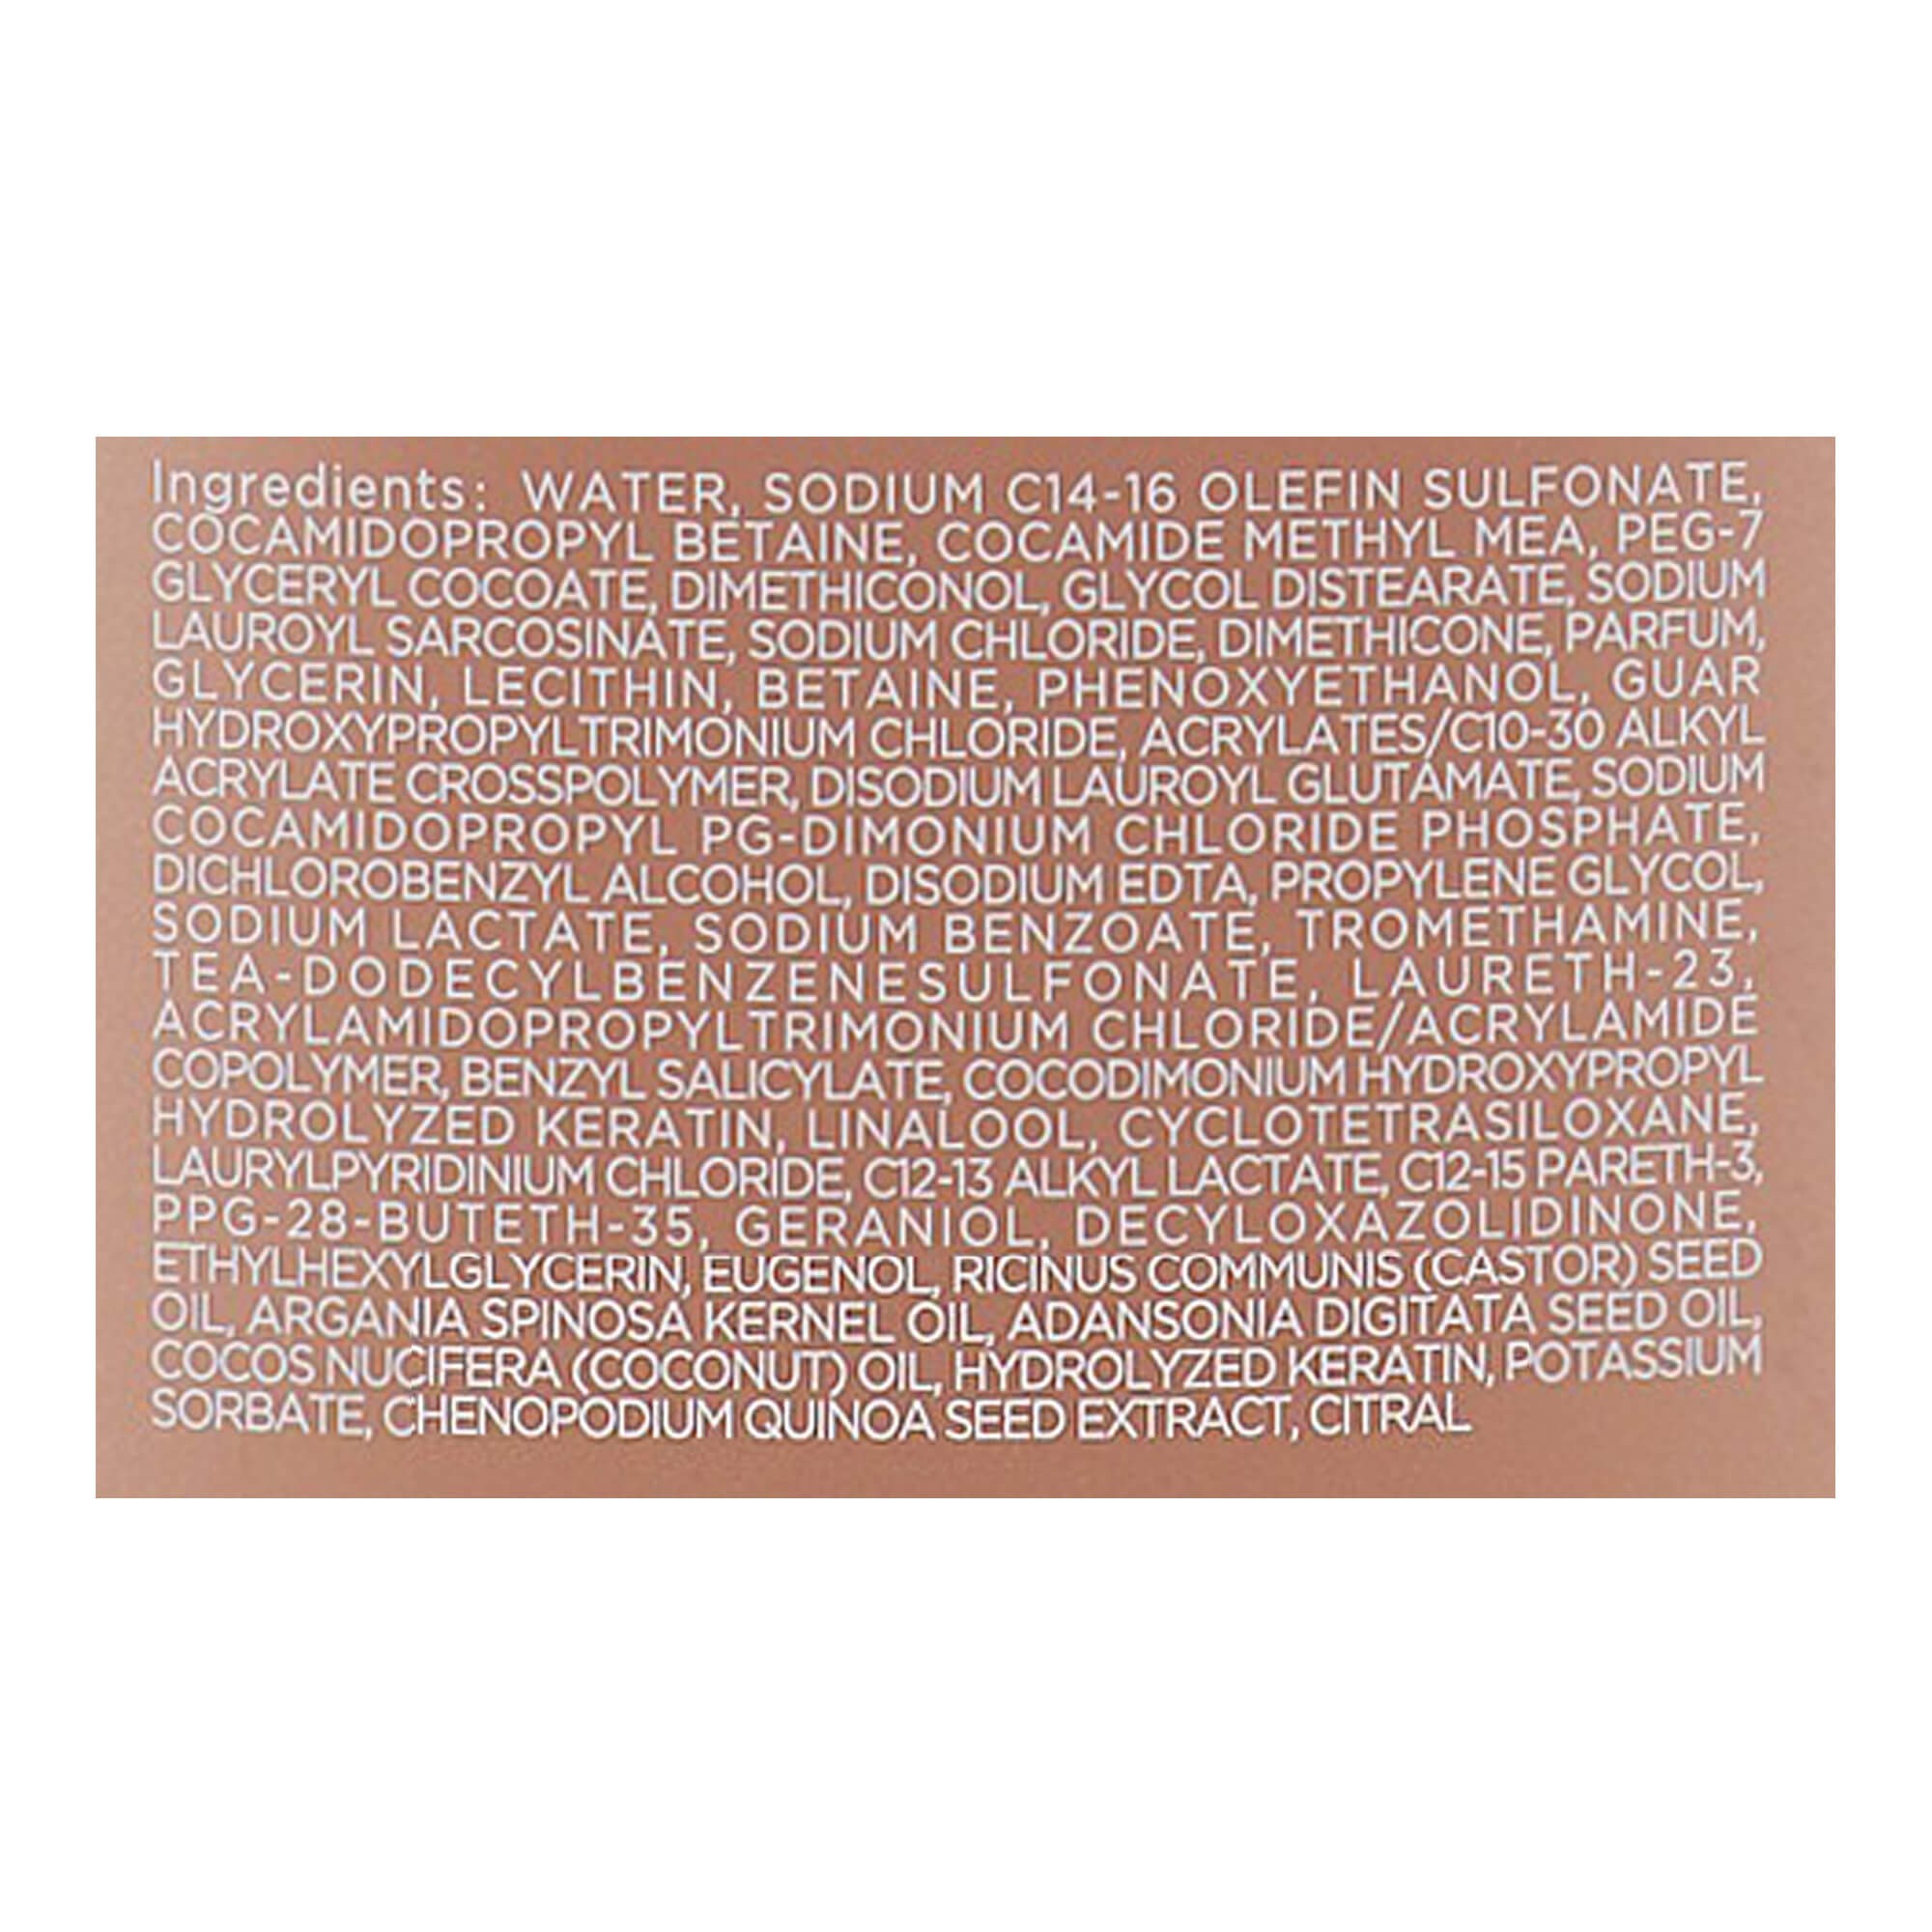 Ingredients: WATER, SODIUM C14-16 OLEFIN SULFONATE,
COCAMIDOPROPYL BETAINE, COCAMIDE METHYL MEA, PEG-7
GLYCERYL COCOATE, DIMETHICONOL, GLYCOL DISTEARATE, SODIUM
LAUROYL SARCOSINATE, SODIUM CHLORIDE, DIMETHICONE, PARFUM,
GLYCERIN, LECITHIN, BETAINE, PHENOXYETHANOL, GUAR
HYDROXYPROPYLTRIMONIUM CHLORIDE, ACRYLATES/C10-30 ALKYL
ACRYLATE CROSSPOLYMER, DISODIUM LAUROYL GLUTAMATE, SODIUM
COCAMIDOPROPYL PG-DIMONIUM CHLORIDE PHOSPHATE,
DICHLOROBENZYL ALCOHOL, DISODIUM EDTA, PROPYLENE GLYCOL,
SODIUM LACTATE, SODIUM BENZOATE, TROMETHAMINE,
TEA-DODECYLBENZENESULFONATE, LAURETH-23,
ACRYLAMIDOPROPYLTRIMONIUM CHLORIDE/ACRYLAMIDE
COPOLYMER, BENZYL SALICYLATE, COCODIMONIUM HYDROXYPROPYL
HYDROLYZED KERATIN, LINALOOL, CYCLOTETRASILOXANE,
LAURYLPYRIDINIUM CHLORIDE, C12-13 ALKYL LACTATE, C12-15 PARETH-3,
PPG-28-BUTETH-35, GERANIOL, DECYLOXAZOLIDINONE,
ETHYLHEXYLGLYCERIN, EUGENOL, RICINUS COMMUNIS (CASTOR) SEED
OIL, ARGANIA SPINOSA KERNEL OIL, ADANSONIA DIGITATA SEED OIL,
COCOS NUCIFERA (COCONUT) OIL, HYDROLYZED KERATIN, POTASSIUM
SORBATE, CHENOPODIUM QUINOA SEED EXTRACT, CITRAL